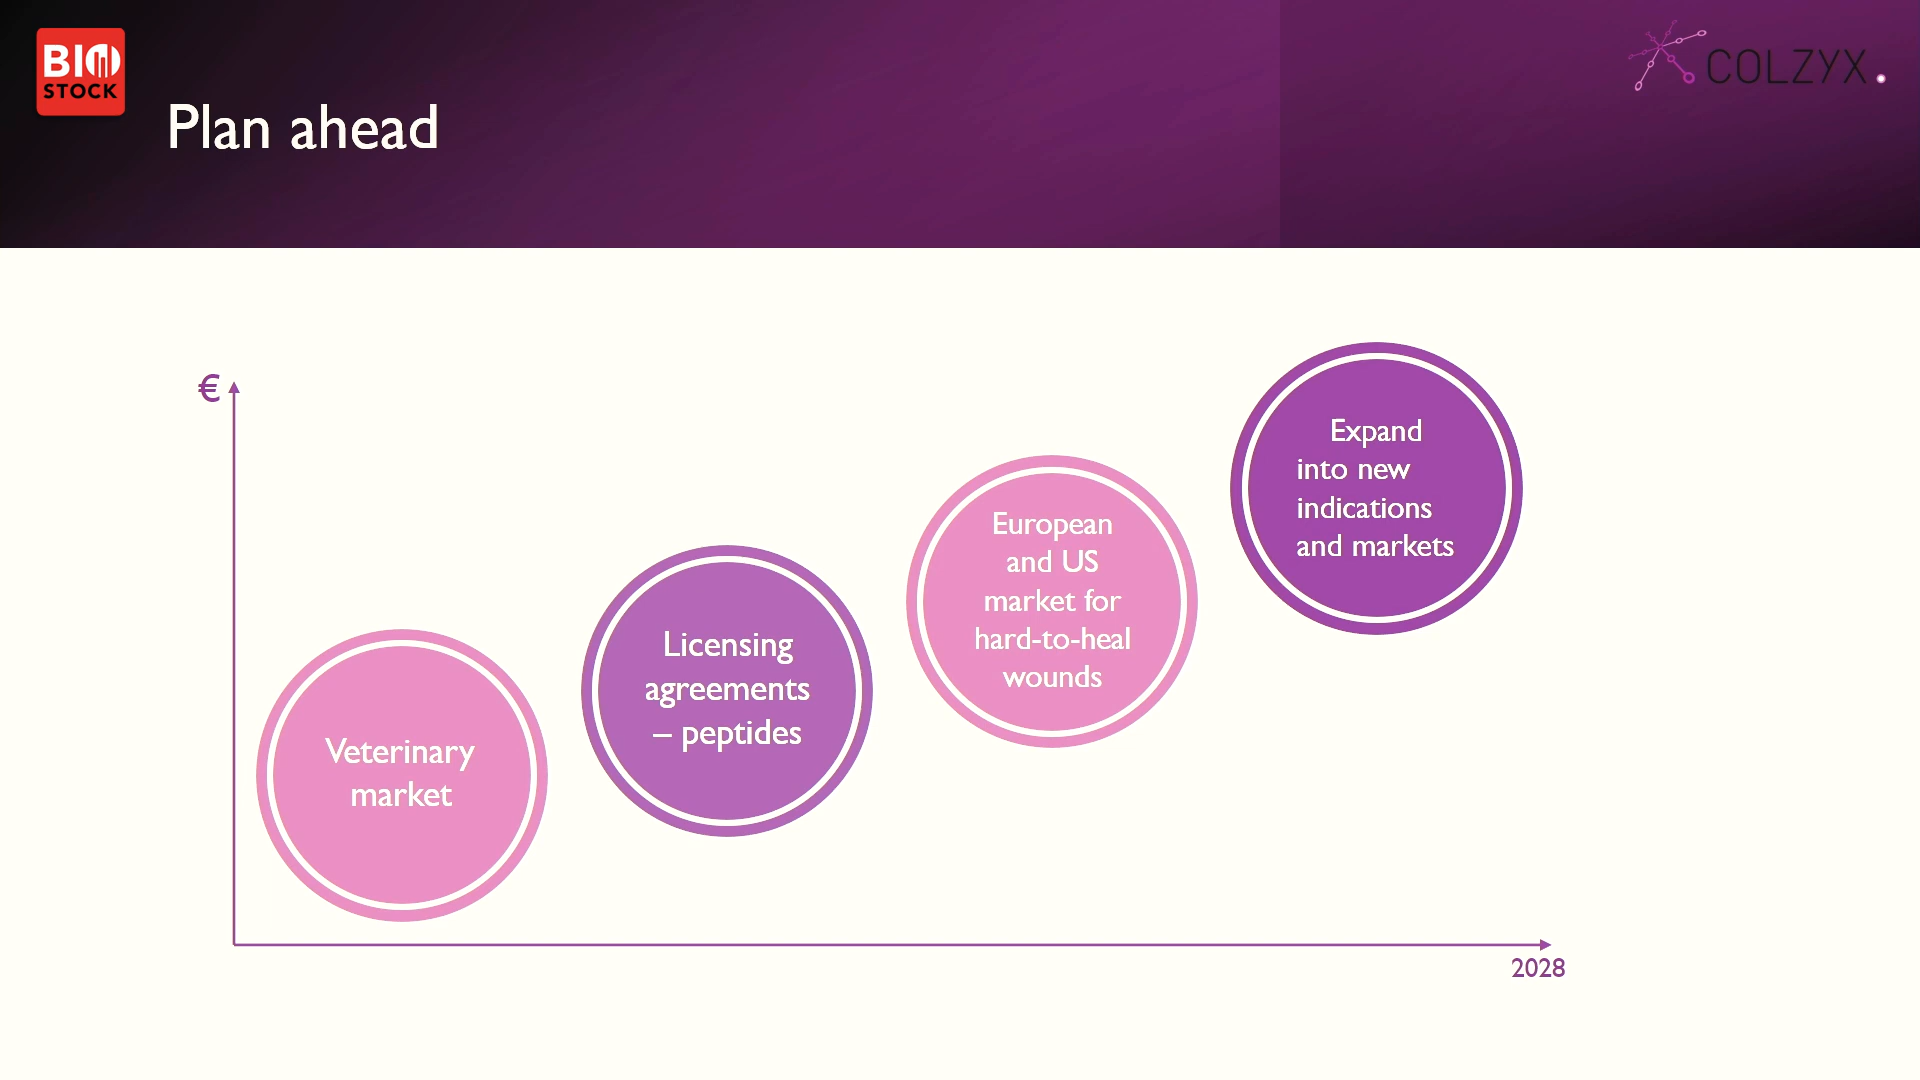 BIO
STOCK
COLZYX
Plan ahead
€
Expand
into new
indications
and markets
European
and US
market for
hard-to-heal
wounds
Licensing
agreements
– peptides
Veterinary
market
2028